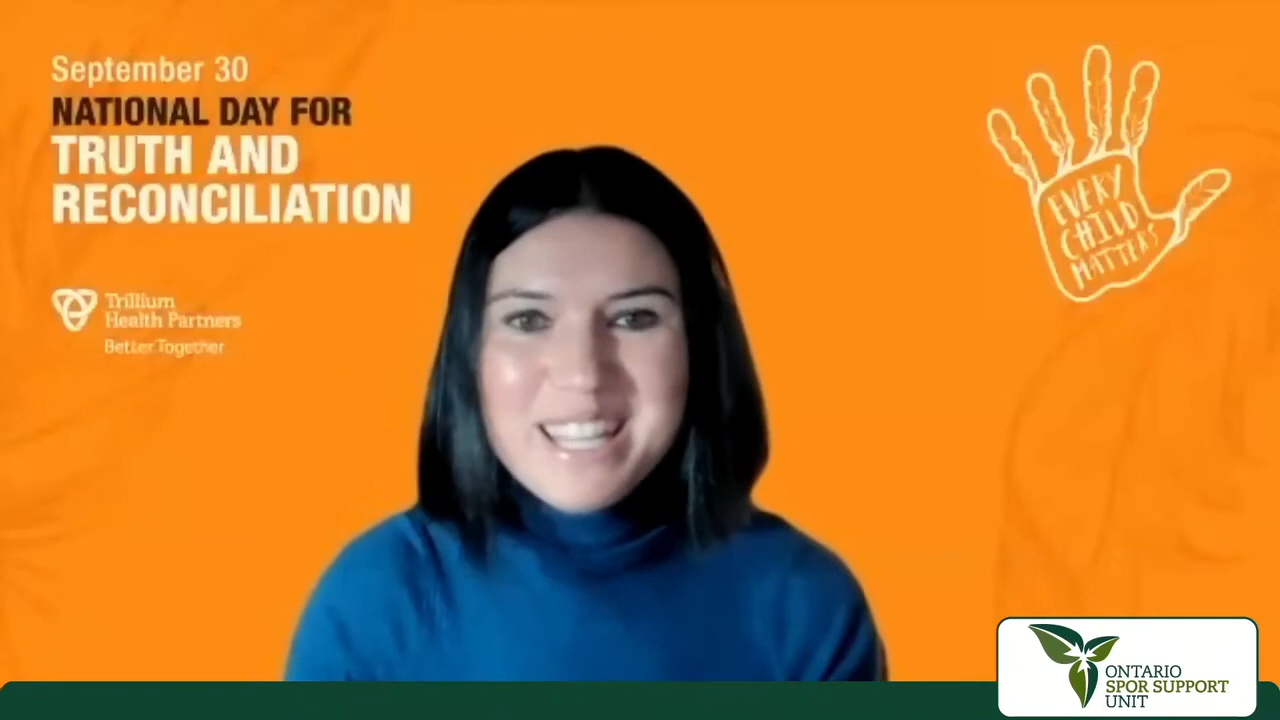 September 30
NATIONAL DAY FOR
TRUTH AND
RECONCILIATION
Trillium
Health Partners
Better Together
EVERY
CHILD
MATTERS
ONTARIO
SPOR SUPPORT
UNIT